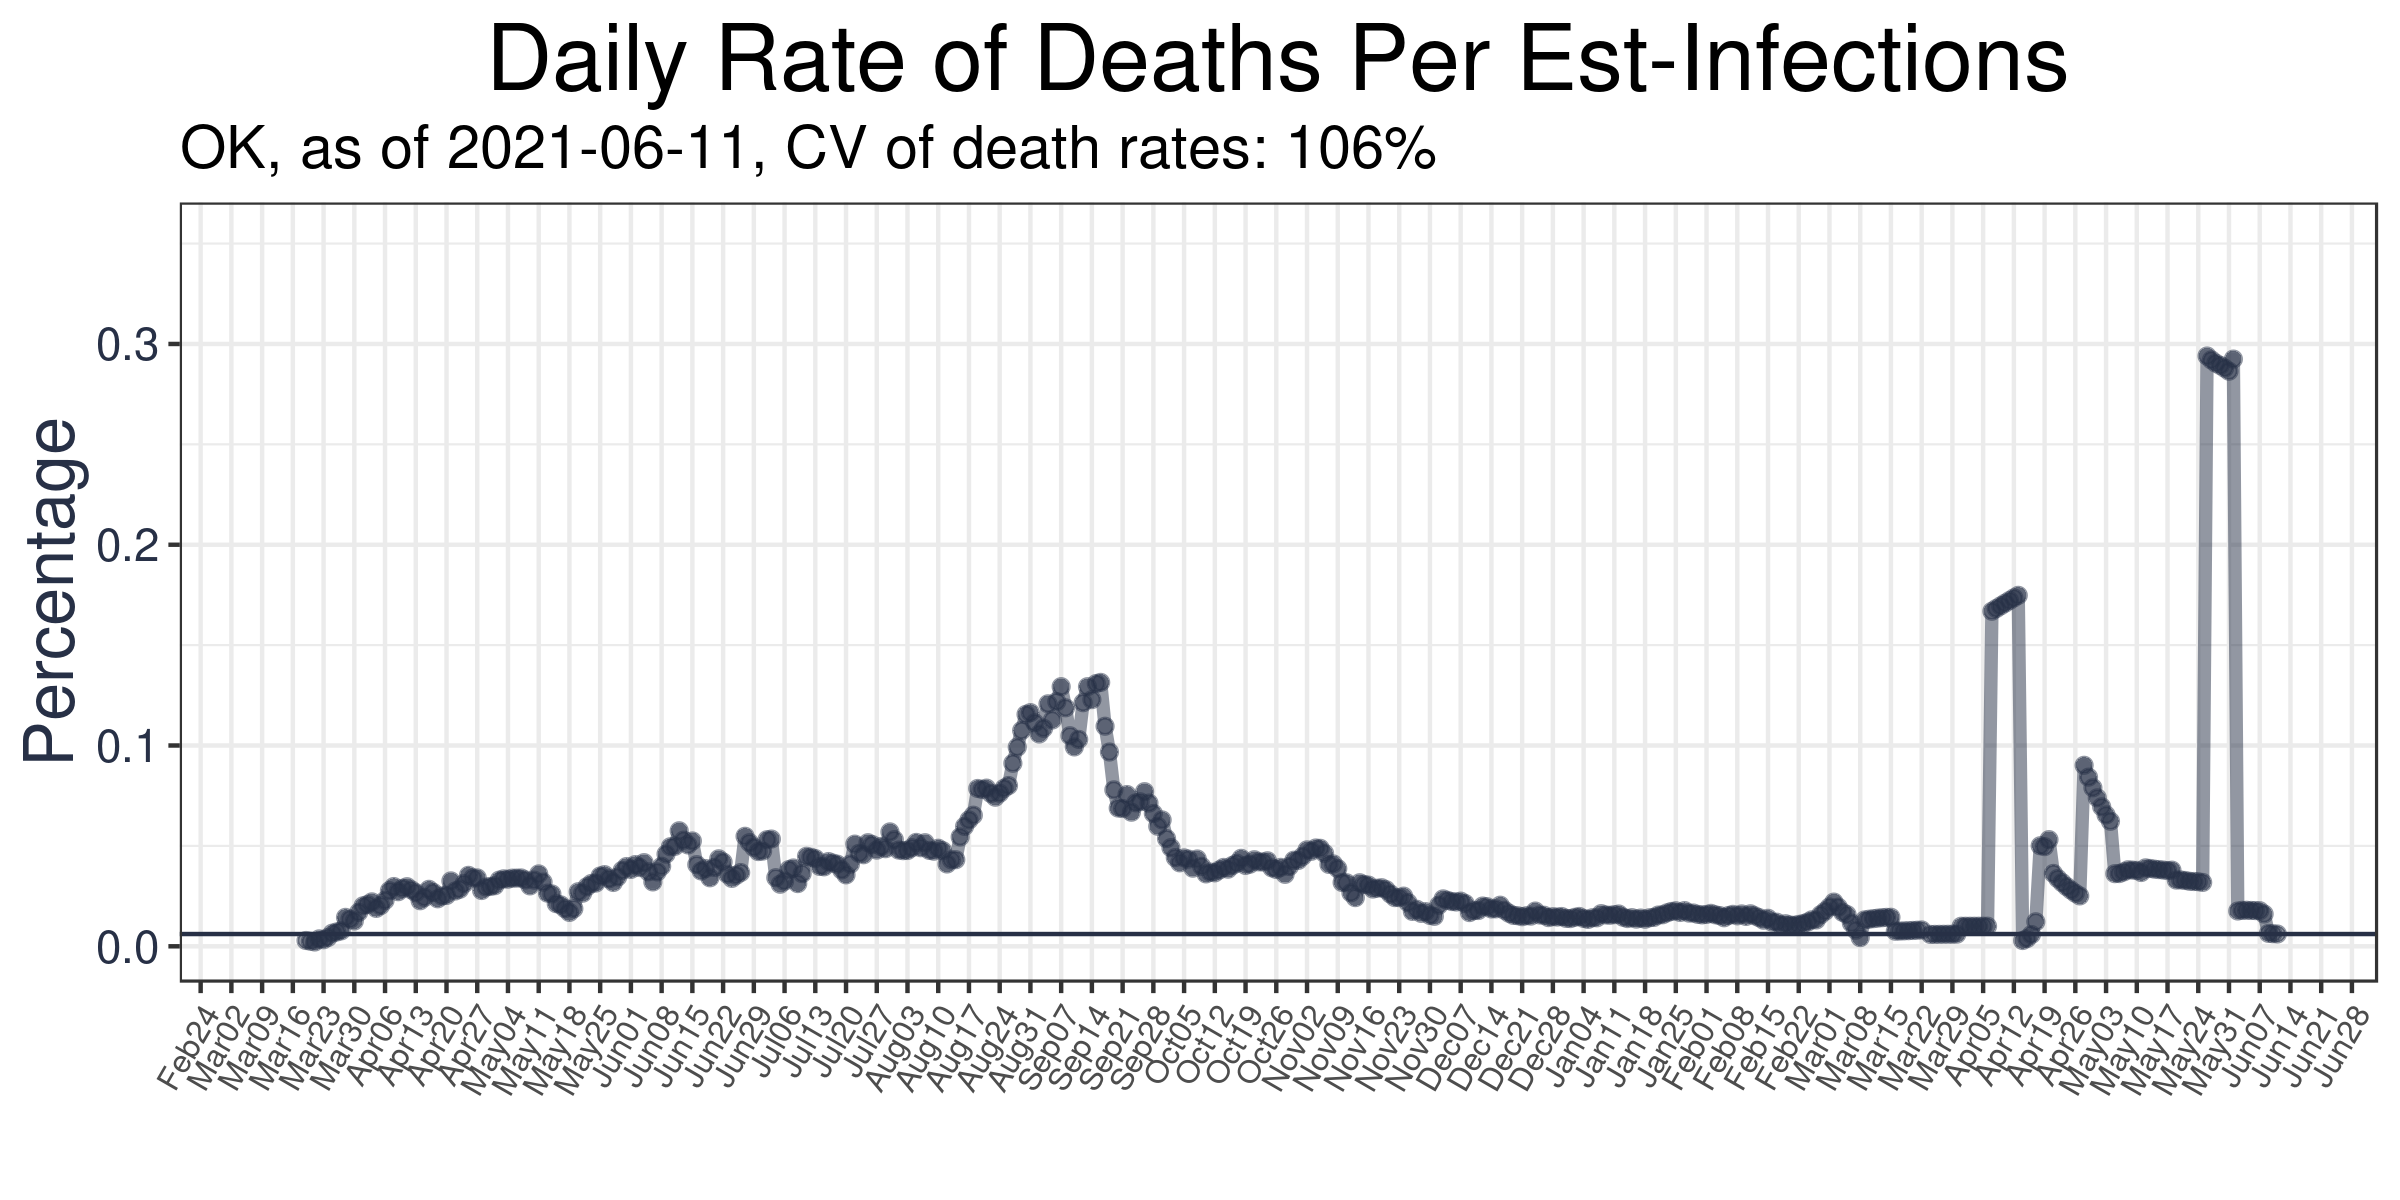 Daily Rate of Deaths Per Est-Infections
OK, as of 2021-06-11, CV of death rates: 106%
Percentage
0.3
0.2
0.1
0.0
Feb24
Mar02
Mar09
Mar16
Mar23
Mar30
Apr06
Apr13
Apr20
Apr27
May04
May11
May18
May25
Jun01
Jun08
Jun15
Jun22
Jun29
Jul06
Jul13
Jul20
Jul27
Aug03
Aug10
Aug17
Aug24
Aug31
Sep07
Sep14
Sep21
Sep28
Oct05
Oct12
Oct19
Oct26
Nov02
Nov09
Nov16
Nov23
Nov30
Dec07
Dec14
Dec21
Dec28
Jan04
Jan11
Jan18
Jan25
Feb01
Feb08
Feb15
Feb22
Mar01
Mar08
Mar15
Mar22
Mar29
Apr05
Apr12
Apr19
Apr26
May03
May10
May17
May24
May31
Jun07
Jun14
Jun21
Jun28